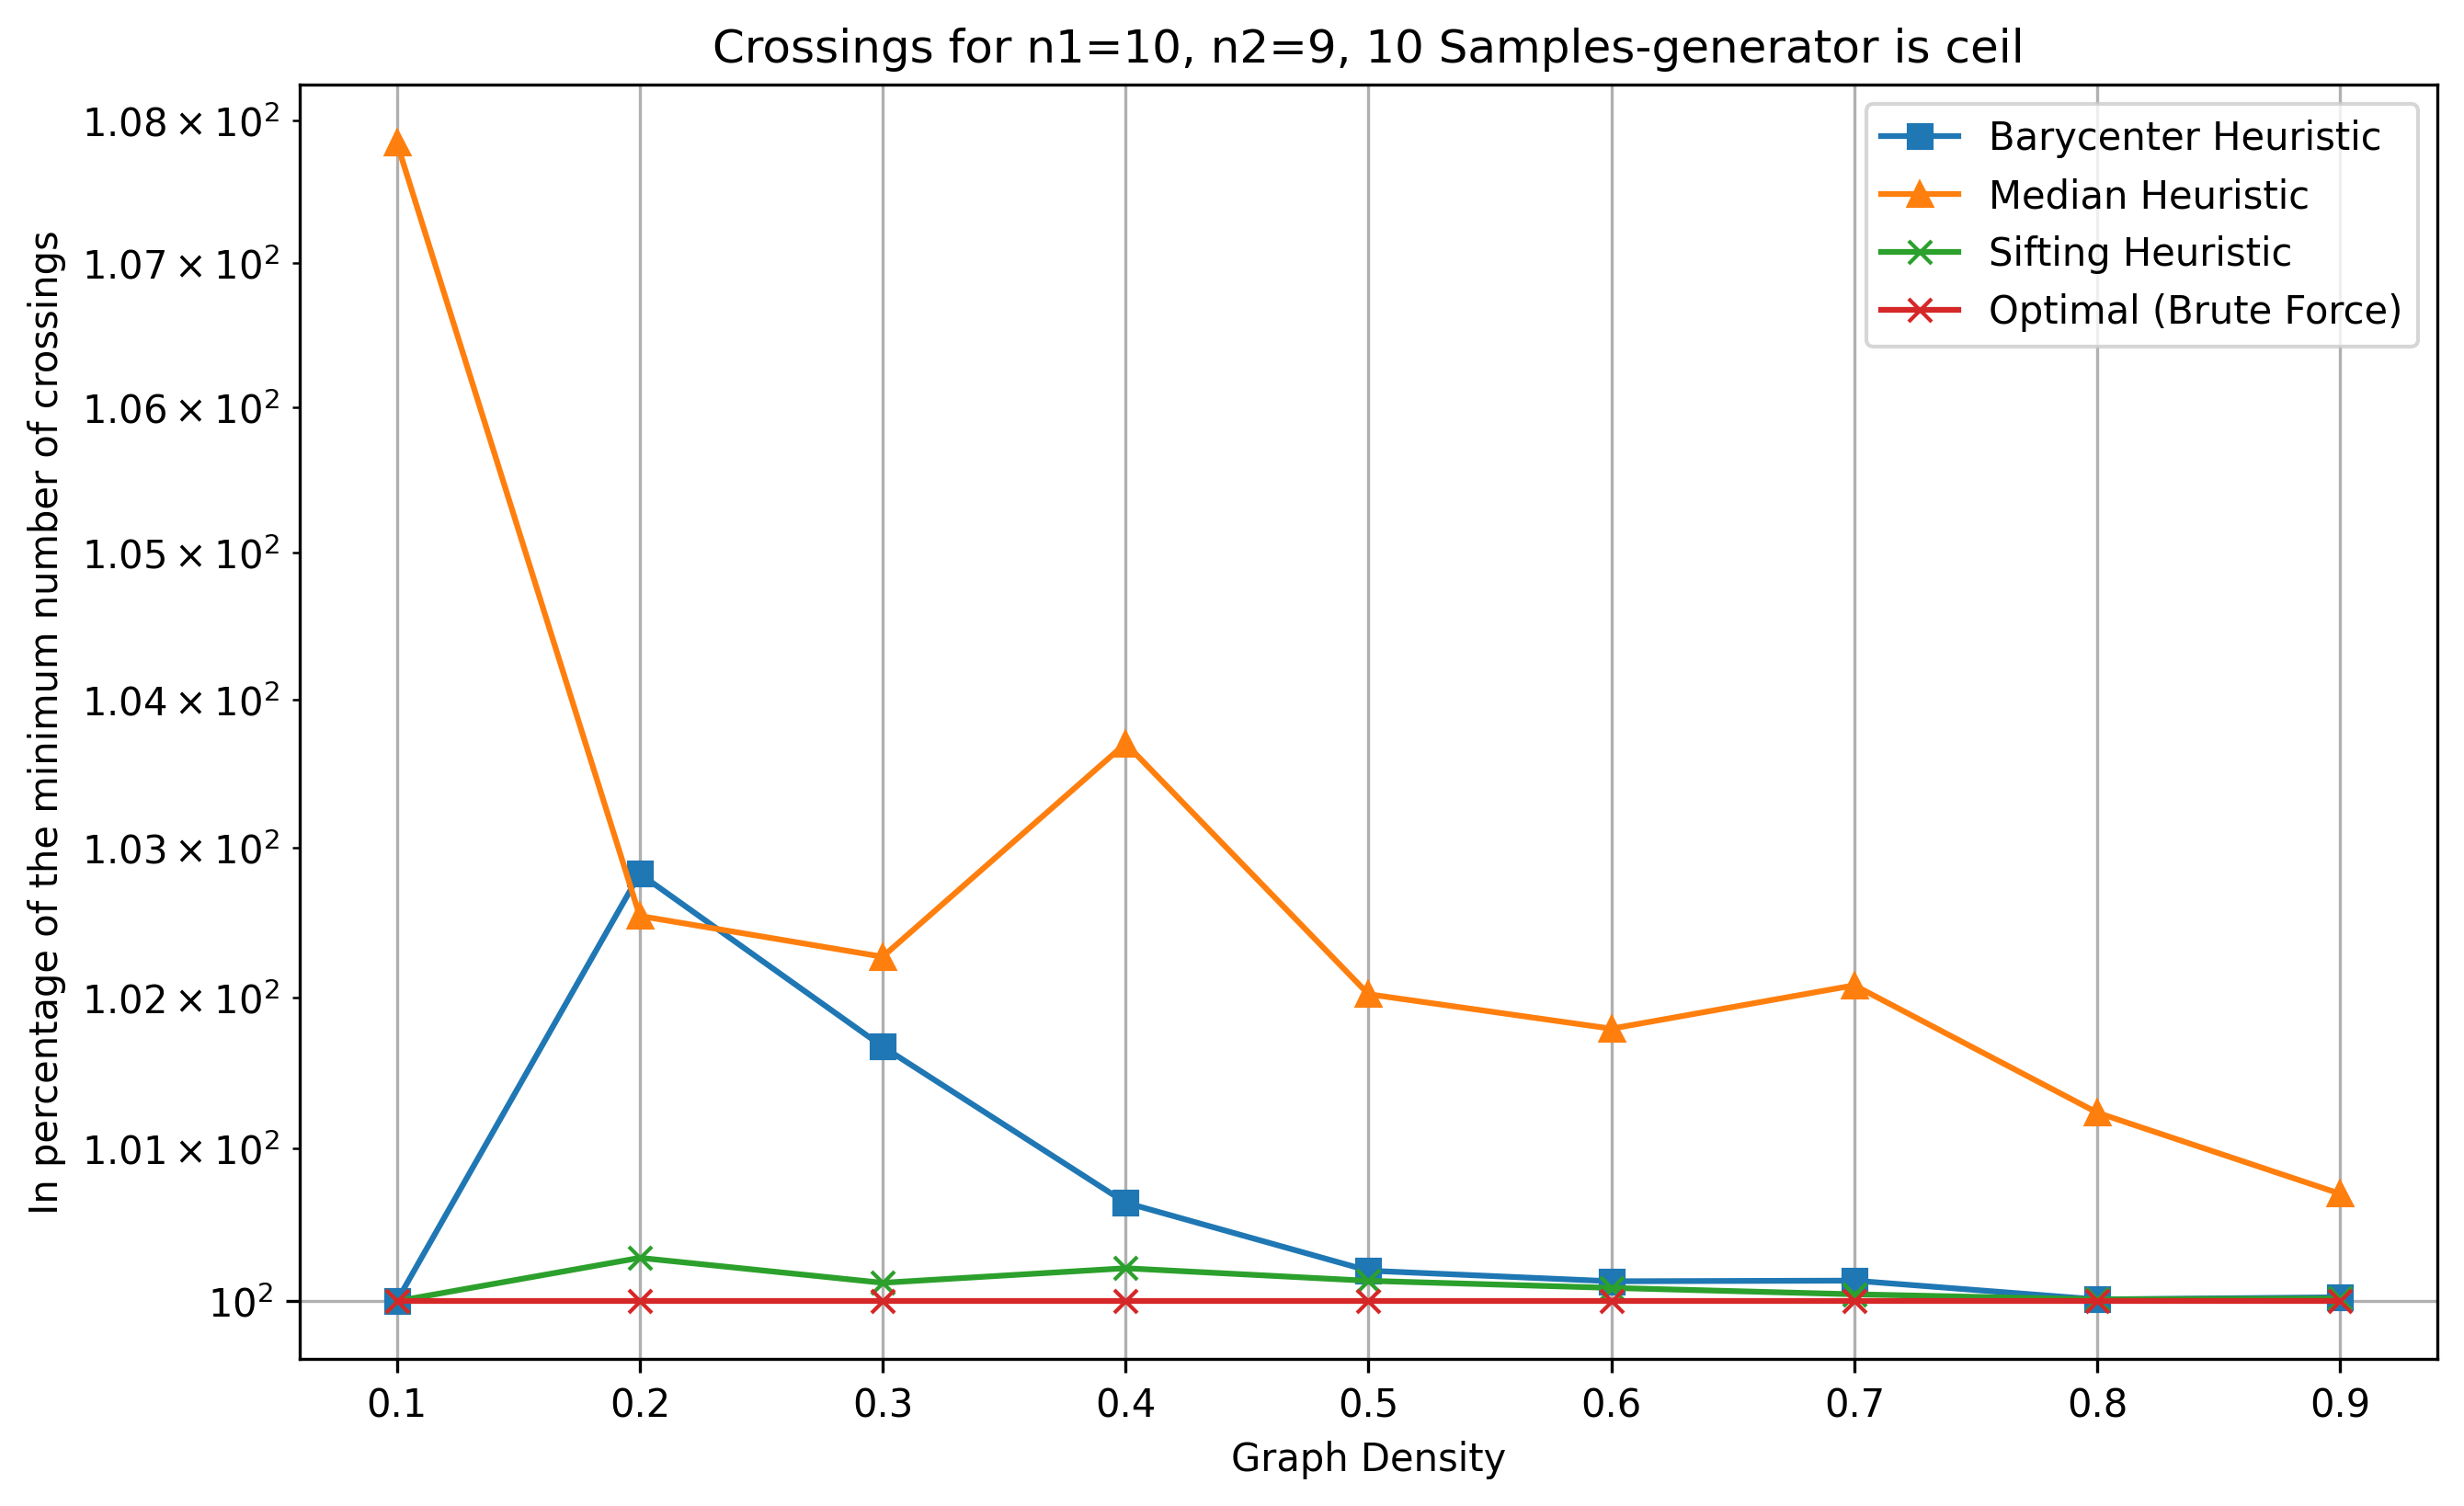 Crossings for n1=10, n2=9, 10 Samples-generator is ceil
In percentage of the minimum number of crossings
1.08 × 10²
1.07 × 10²
1.06 × 10²
1.05 × 10²
1.04 × 10²
1.03 × 10²
1.02 × 10²
1.01 × 10²
10²
Barycenter Heuristic
Median Heuristic
Sifting Heuristic
Optimal (Brute Force)
0.1 0.2 0.3 0.4 0.5 0.6 0.7 0.8 0.9
Graph Density